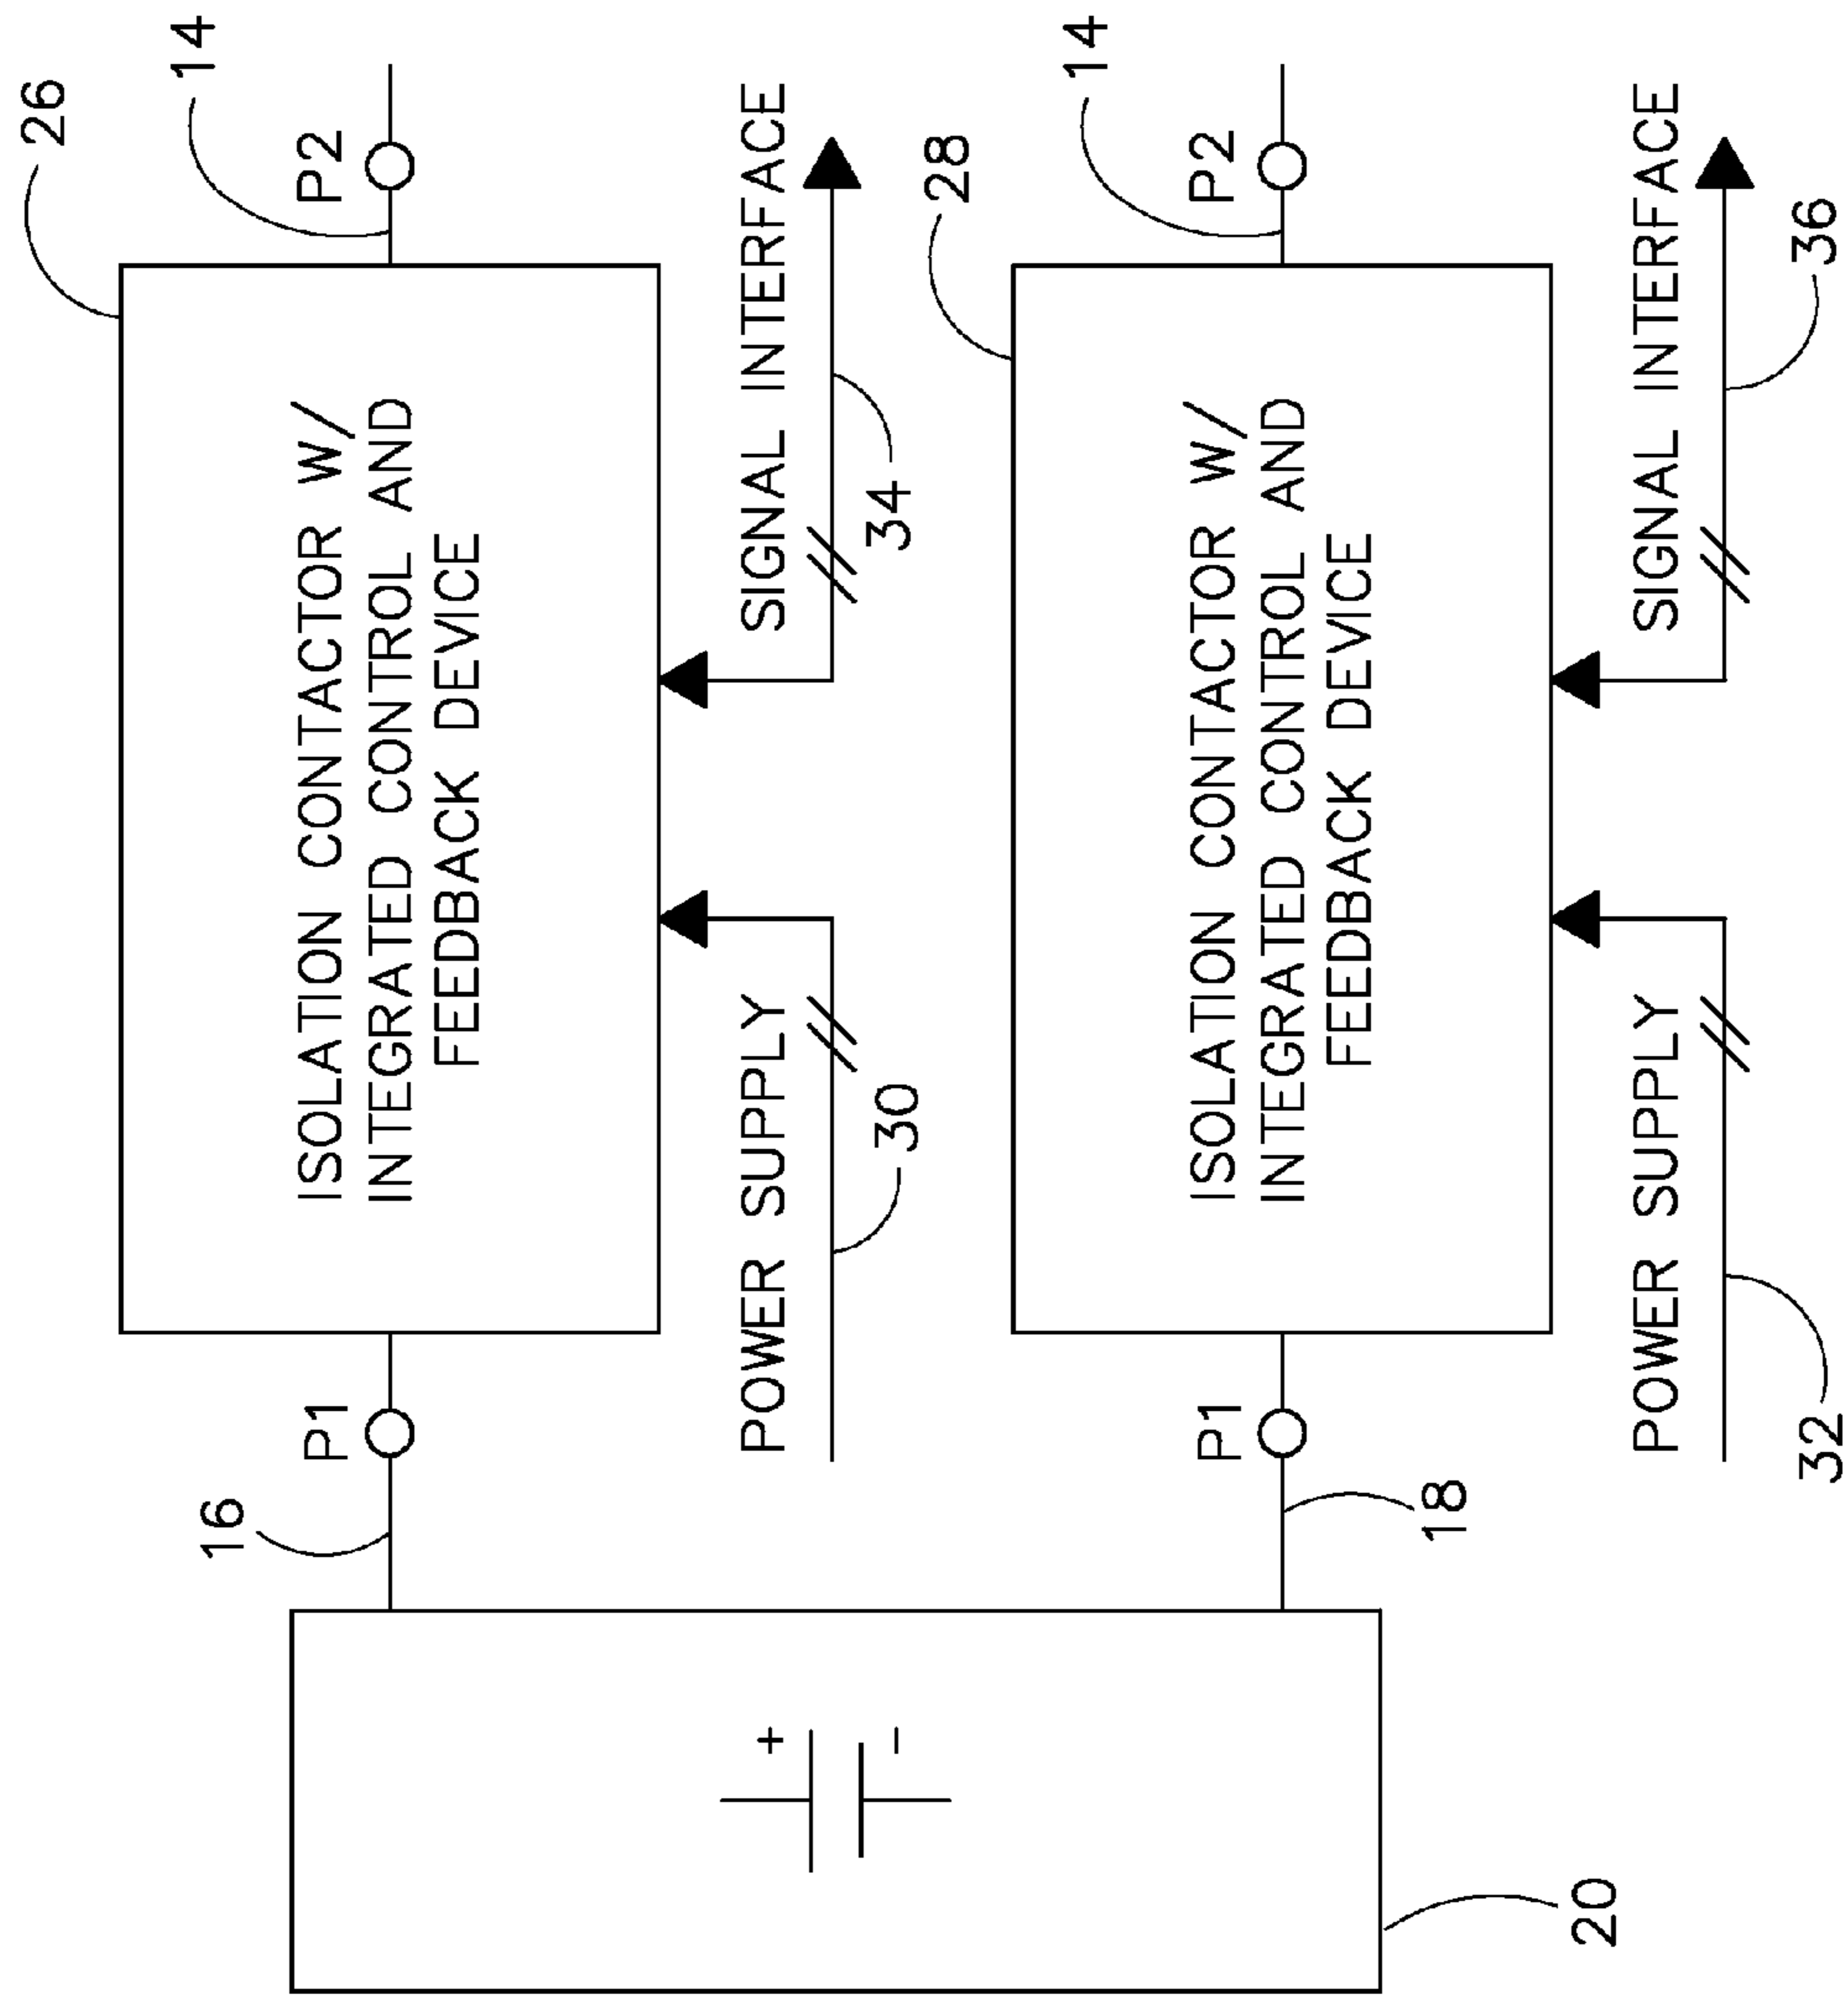 26
14
P2
ISOLATION CONTACTOR W/
INTEGRATED CONTROL AND
FEEDBACK DEVICE
16
P1
POWER SUPPLY
SIGNAL INTERFACE
30
34
+
−
28
14
P2
ISOLATION CONTACTOR W/
INTEGRATED CONTROL AND
FEEDBACK DEVICE
P1
18
POWER SUPPLY
SIGNAL INTERFACE
20
32
36